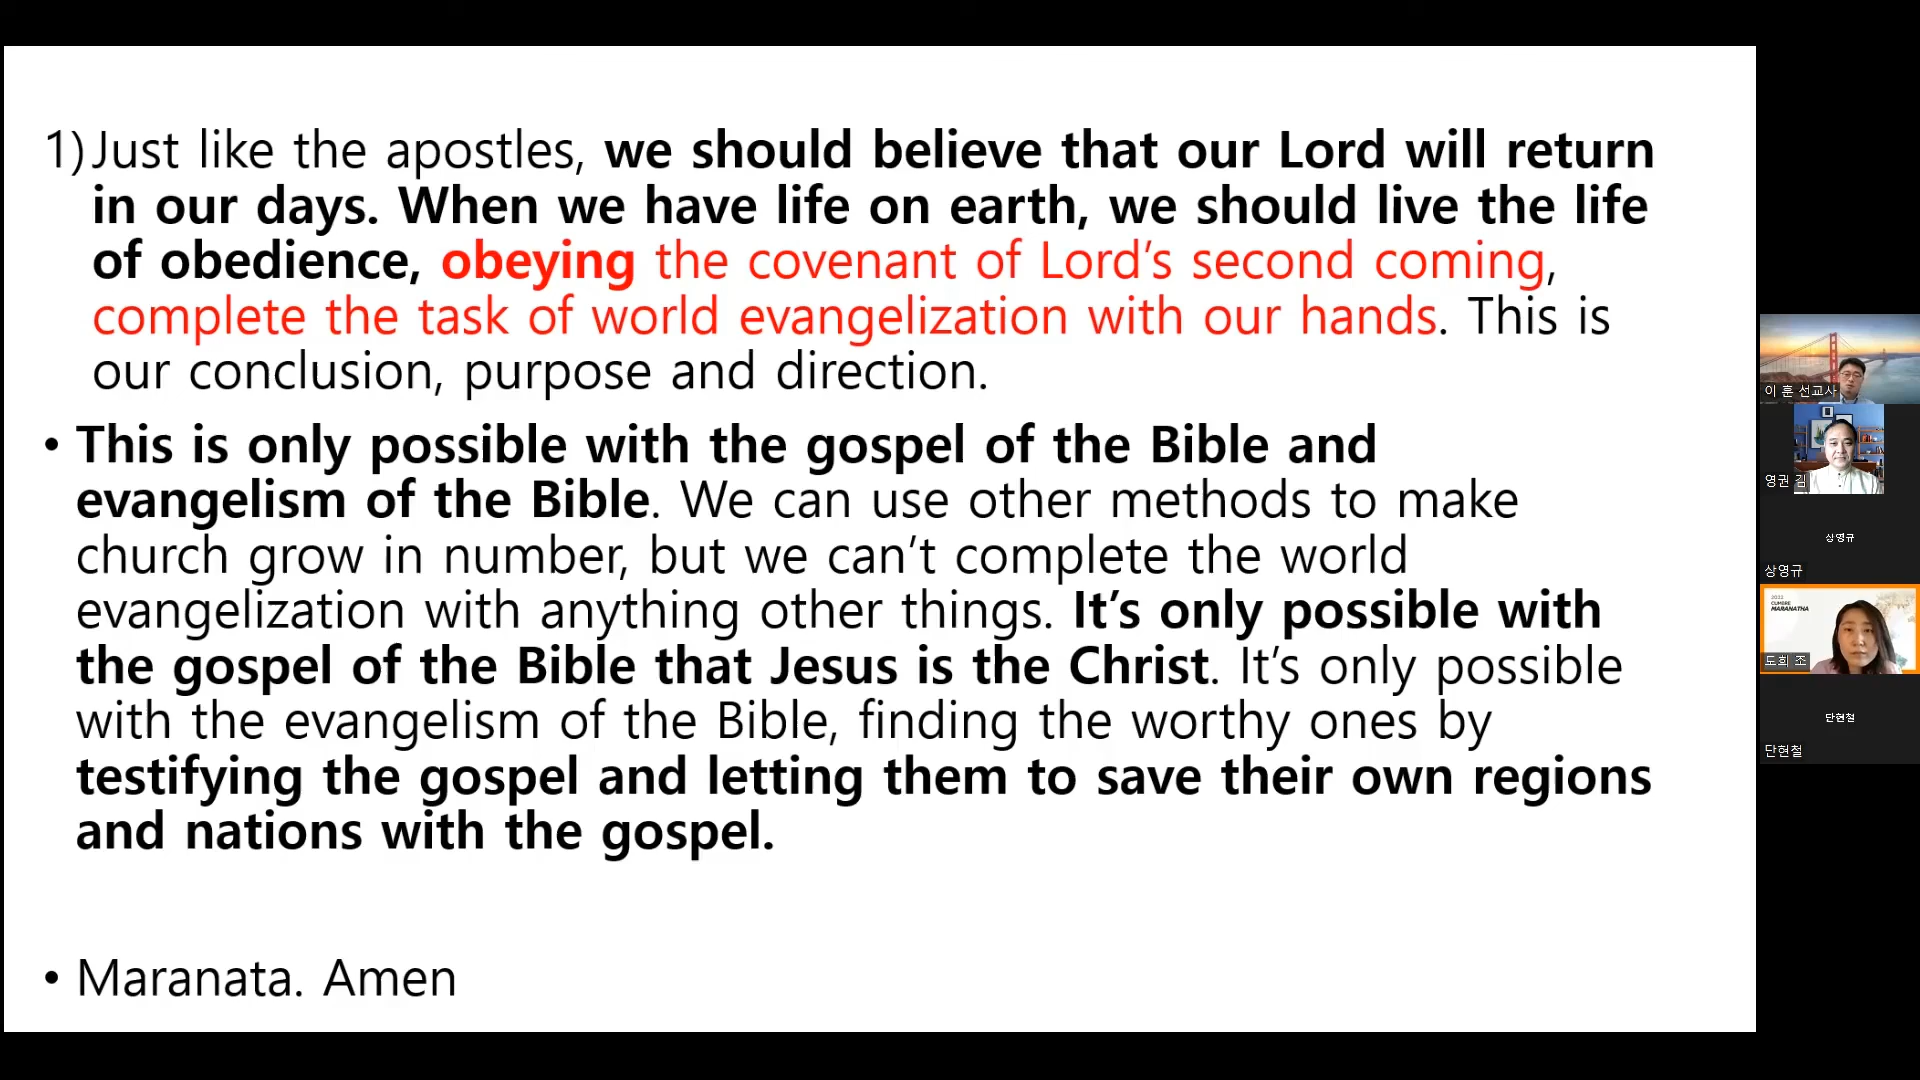 1) Just like the apostles, we should believe that our Lord will return
in our days. When we have life on earth, we should live the life
of obedience, obeying the covenant of Lord’s second coming,
complete the task of world evangelization with our hands. This is
our conclusion, purpose and direction.
• This is only possible with the gospel of the Bible and
evangelism of the Bible. We can use other methods to make
church grow in number, but we can’t complete the world
evangelization with anything other things. It’s only possible with
the gospel of the Bible that Jesus is the Christ. It’s only possible
with the evangelism of the Bible, finding the worthy ones by
testifying the gospel and letting them to save their own regions
and nations with the gospel.
• Maranata. Amen
이 훈 선교사
영권 김
상영규
상영규
2022
CUMBRE
MARANATHA
도희 조
단현철
단현철